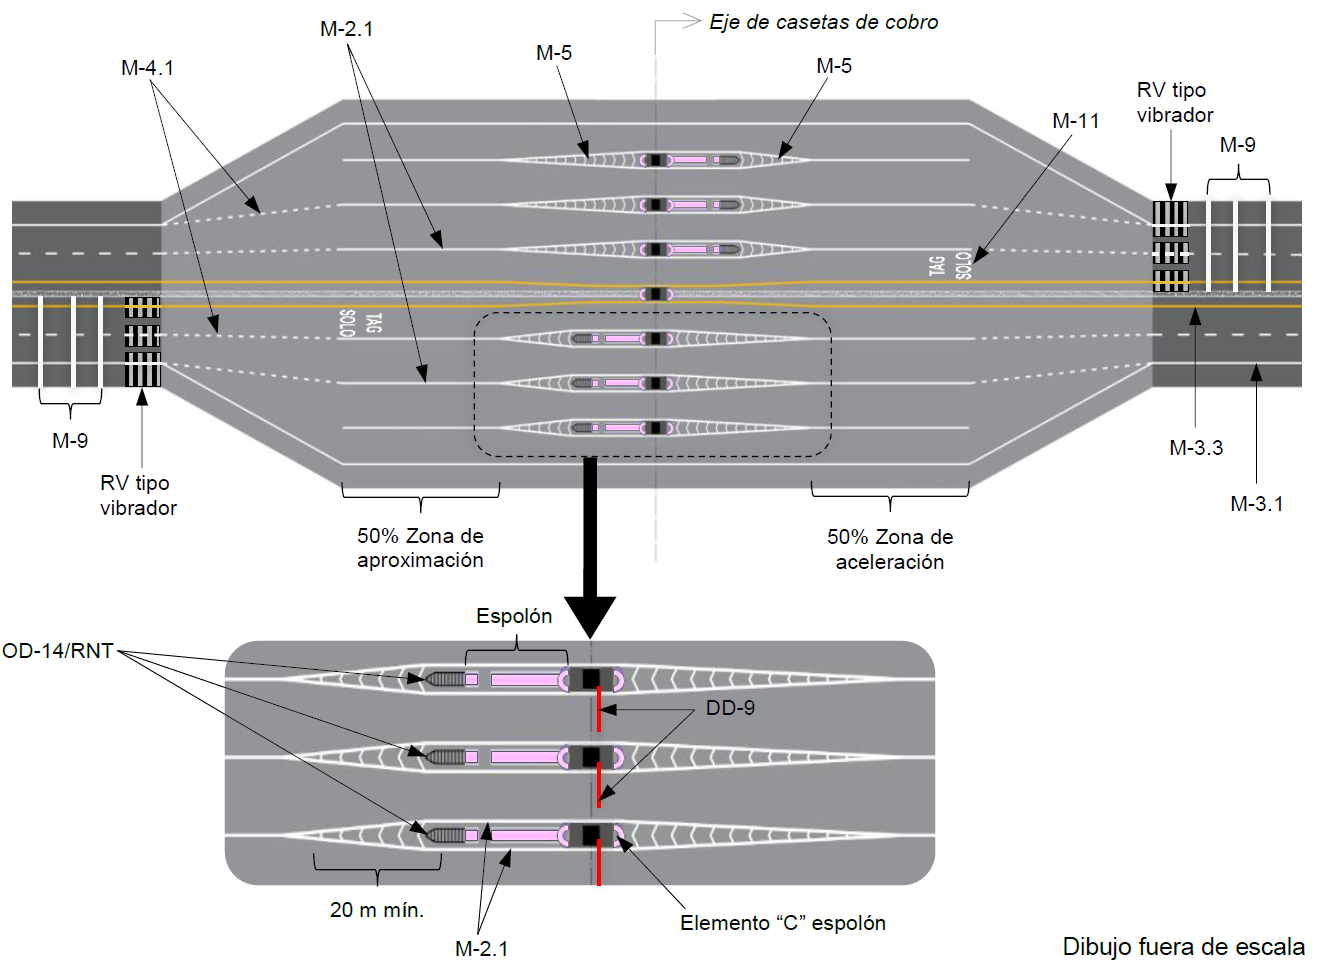 Eje de casetas de cobro
M-2.1
M-5
M-5
M-4.1
RV tipo
vibrador
M-11
M-9
TAG
SOLO
SOLO
TAG
M-9
RV tipo
vibrador
M-3.3
M-3.1
50% Zona de
aproximación
50% Zona de
aceleración
Espolón
OD-14/RNT
DD-9
20 m mín.
M-2.1
Elemento “C” espolón
Dibujo fuera de escala